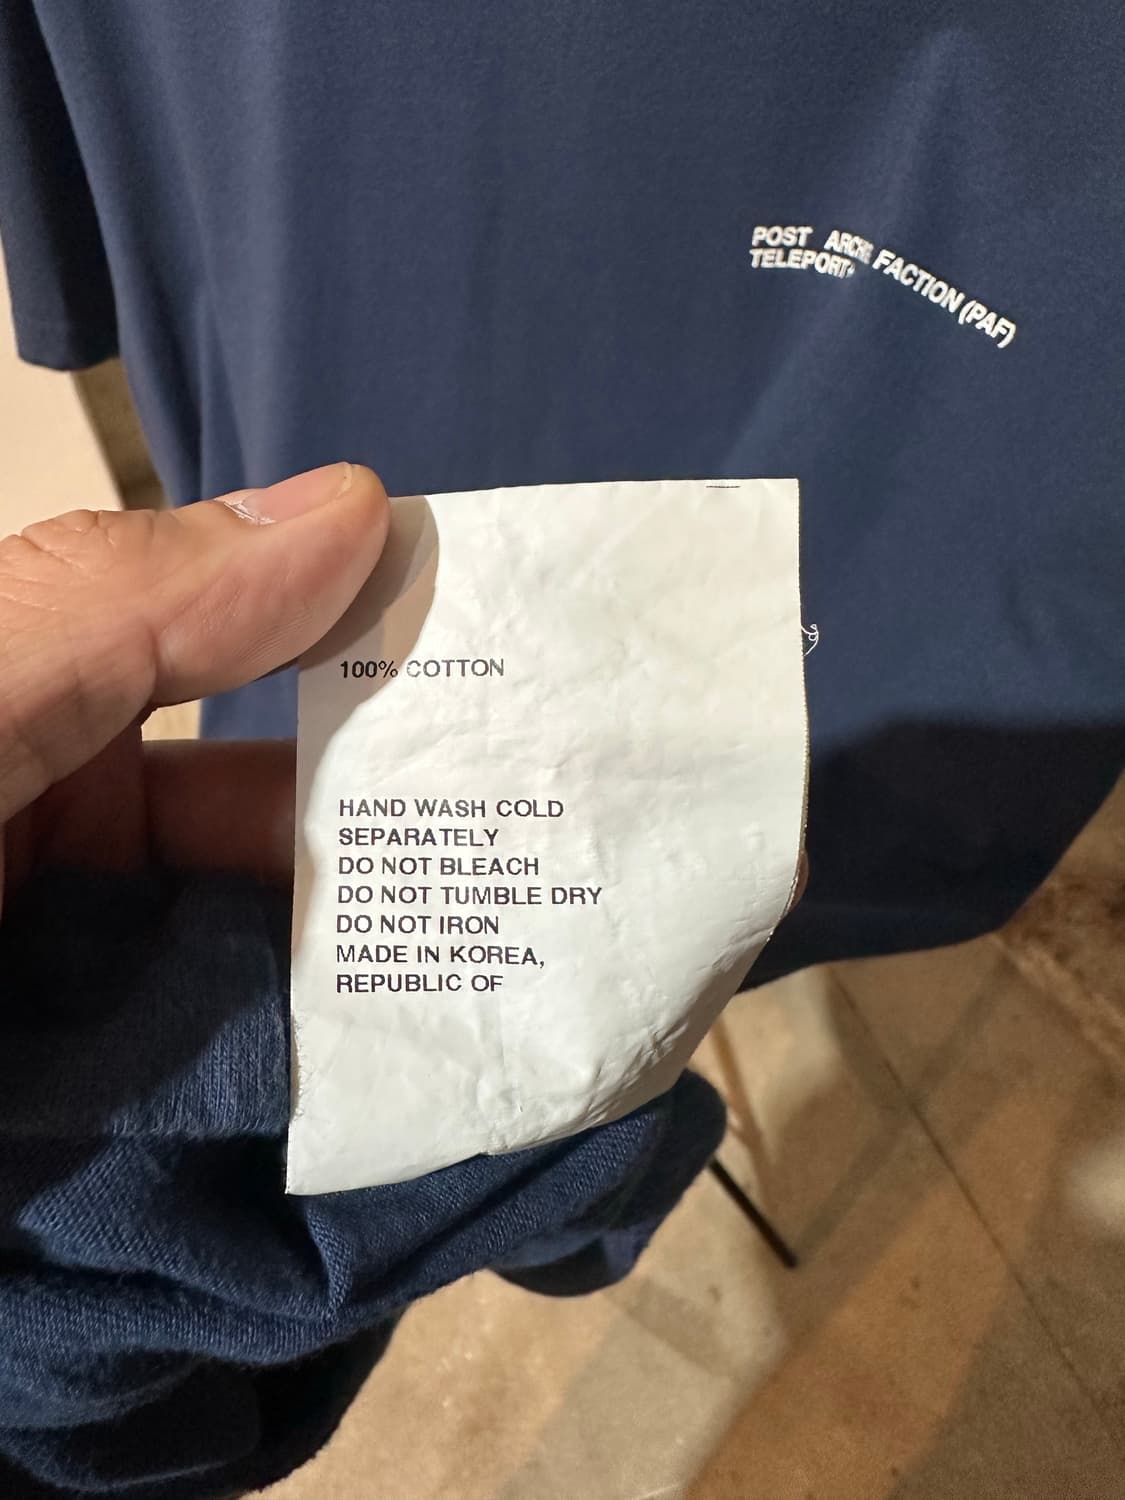 POST ARCHE FACTION (PAF)
TELEPORT
100% COTTON
HAND WASH COLD
SEPARATELY
DO NOT BLEACH
DO NOT TUMBLE DRY
DO NOT IRON
MADE IN KOREA,
REPUBLIC OF